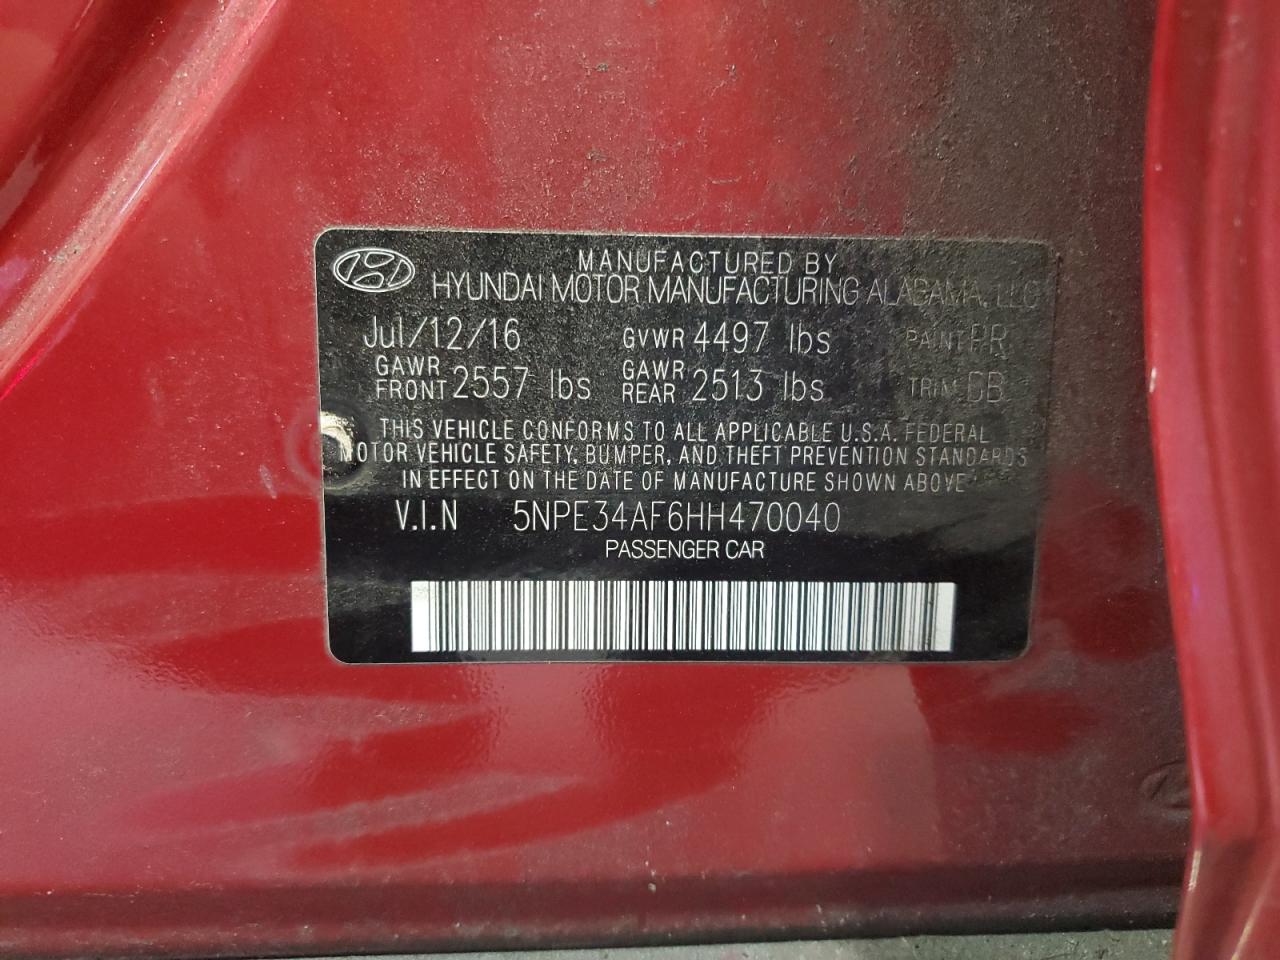 MANUFACTURED BY
HYUNDAI MOTOR MANUFACTURING ALABAMA, LLC
Jul/12/16 GVWR 4497 lbs PAINT PR
GAWR FRONT 2557 lbs GAWR REAR 2513 lbs TRIM
THIS VEHICLE CONFORMS TO ALL APPLICABLE U.S.A. FEDERAL
MOTOR VEHICLE SAFETY, BUMPER, AND THEFT PREVENTION STANDARDS
IN EFFECT ON THE DATE OF MANUFACTURE SHOWN ABOVE
V.I.N 5NPE34AF6HH470040
PASSENGER CAR